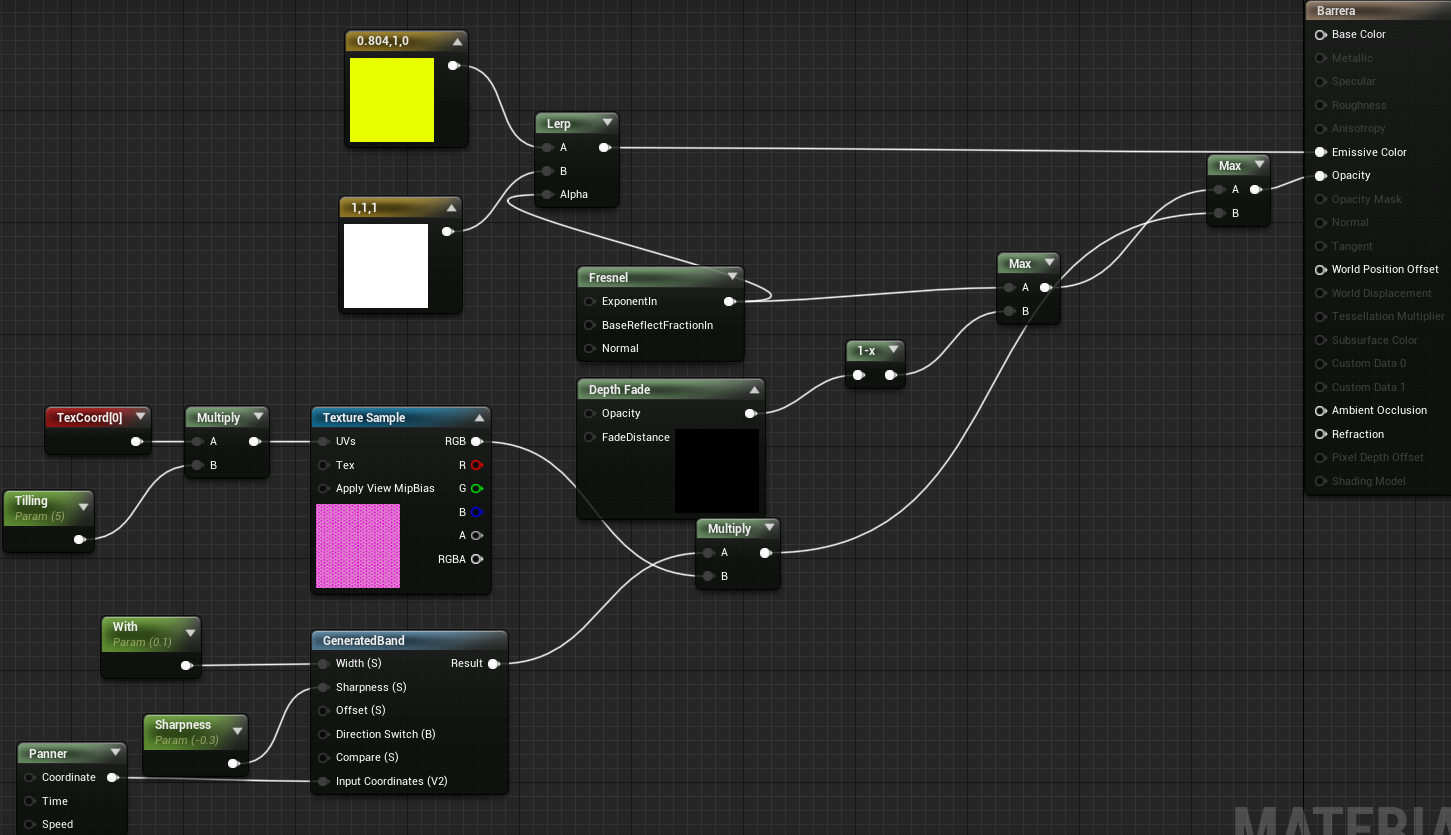 0.804,1,0
Lerp
A
B
Alpha
1,1,1
Fresnel
ExponentIn
BaseReflectFractionIn
Normal
Max
A
B
1-x
Max
A
B
Depth Fade
Opacity
FadeDistance
TexCoord[0]
Multiply
A
B
Tilling
Param (5)
Texture Sample
UVs RGB
Tex R
Apply View MipBias G
B
A
RGBA
Multiply
A
B
With
Param (0.1)
GeneratedBand
Width (S) Result
Sharpness (S)
Offset (S)
Direction Switch (B)
Compare (S)
Input Coordinates (V2)
Sharpness
Param (-0.3)
Panner
Coordinate
Time
Speed
Barrera
Base Color
Metallic
Specular
Roughness
Anisotropy
Emissive Color
Opacity
Opacity Mask
Normal
Tangent
World Position Offset
World Displacement
Tessellation Multiplier
Subsurface Color
Custom Data 0
Custom Data 1
Ambient Occlusion
Refraction
Pixel Depth Offset
Shading Model
MATERIA